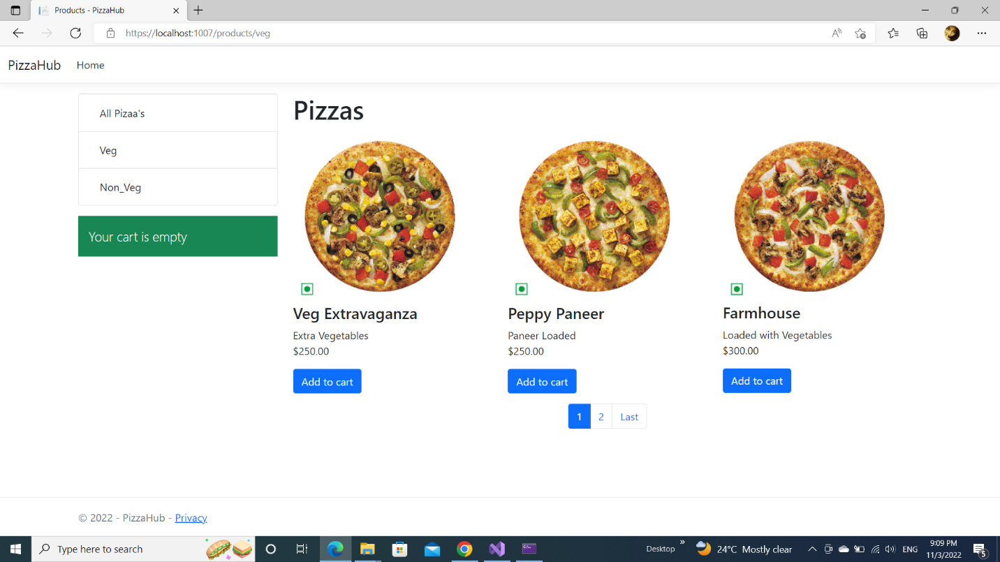 Products - PizzaHub
https://localhost:1007/products/veg
PizzaHub Home
All Pizaa's
Veg
Non_Veg
Your cart is empty
Pizzas
Veg Extravaganza
Extra Vegetables
$250.00
Add to cart
Peppy Paneer
Paneer Loaded
$250.00
Add to cart
Farmhouse
Loaded with Vegetables
$300.00
Add to cart
1 2 Last
© 2022 - PizzaHub - Privacy
Type here to search
Desktop
24°C Mostly clear
ENG
9:09 PM
11/3/2022
5